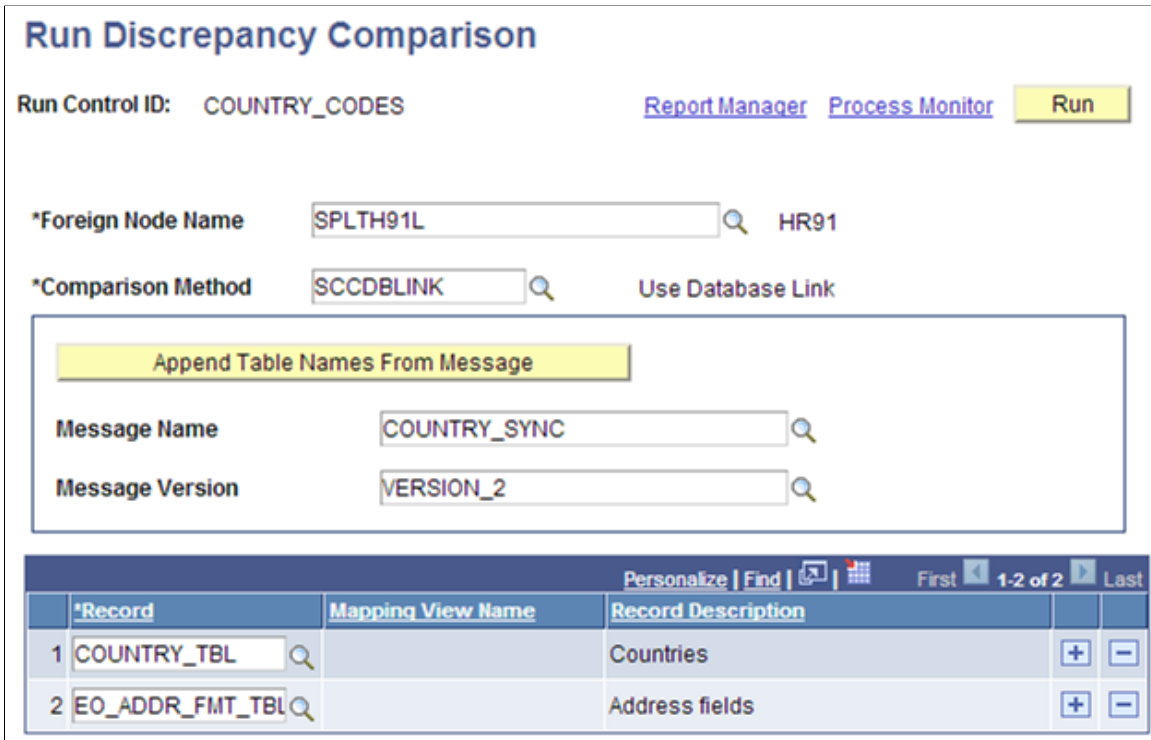 Run Discrepancy Comparison
Run Control ID: COUNTRY_CODES Report Manager Process Monitor Run
*Foreign Node Name SPLTH91L HR91
*Comparison Method SCCDBLINK Use Database Link
Append Table Names From Message
Message Name COUNTRY_SYNC
Message Version VERSION_2
Personalize | Find | | First 1-2 of 2 Last
*Record Mapping View Name Record Description
1 COUNTRY_TBL Countries
2 EO_ADDR_FMT_TBL Address fields